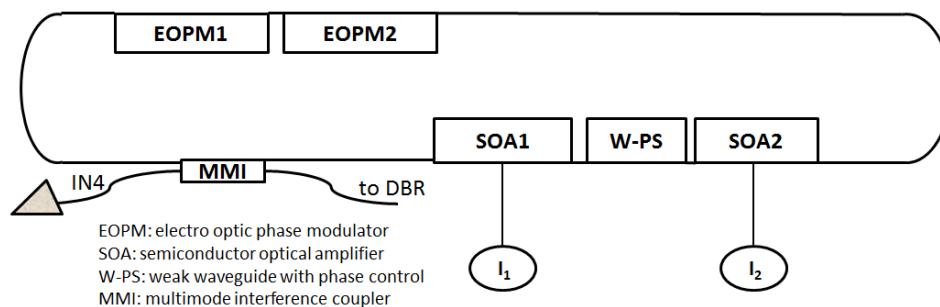 EOPM1 EOPM2
SOA1 W-PS SOA2
MMI
IN4 to DBR
EOPM: electro optic phase modulator
SOA: semiconductor optical amplifier
W-PS: weak waveguide with phase control
MMI: multimode interference coupler
I1 I2